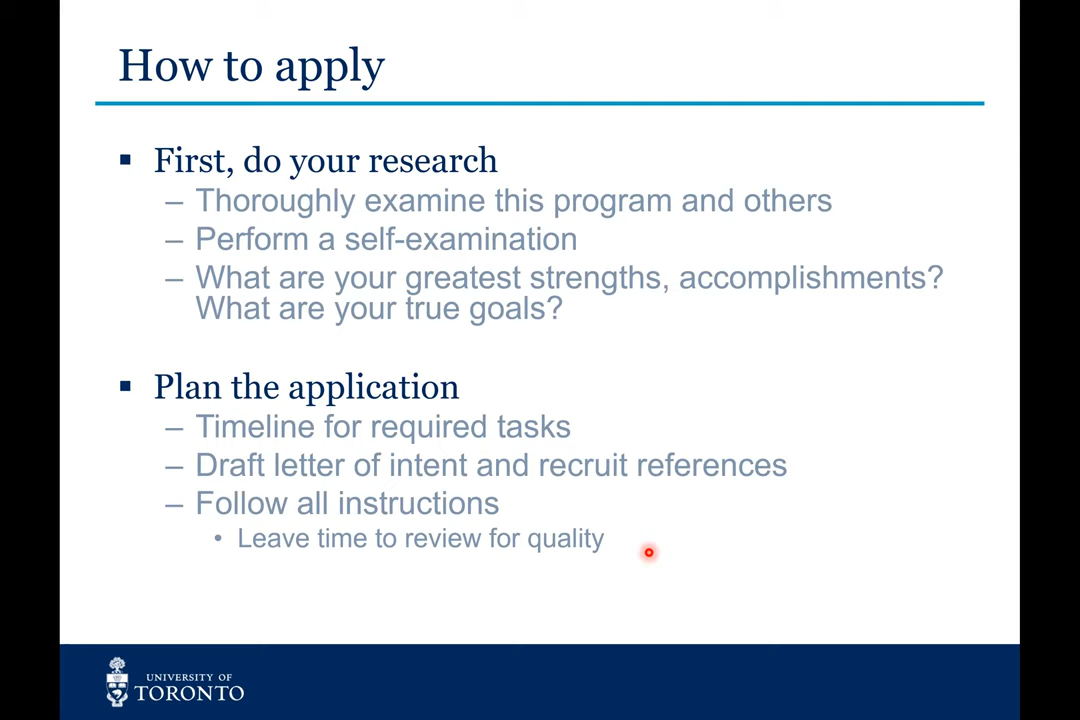 How to apply
▪ First, do your research
– Thoroughly examine this program and others
– Perform a self-examination
– What are your greatest strengths, accomplishments?
What are your true goals?
▪ Plan the application
– Timeline for required tasks
– Draft letter of intent and recruit references
– Follow all instructions
• Leave time to review for quality
UNIVERSITY OF
TORONTO